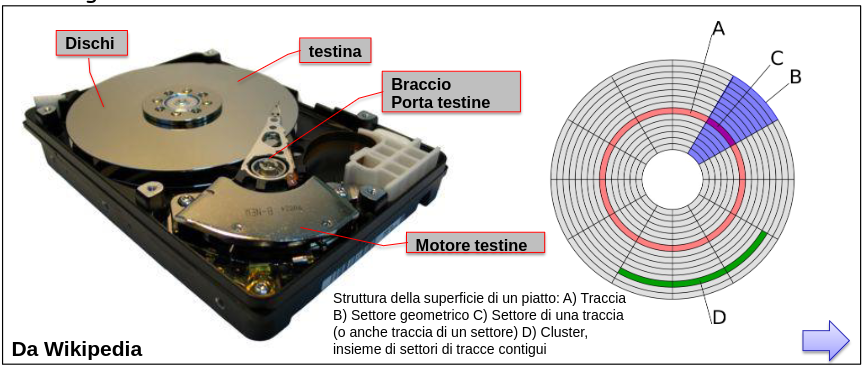 Dischi
testina
Braccio
Porta testine
Motore testine
A
C
B
D
Struttura della superficie di un piatto: A) Traccia
B) Settore geometrico C) Settore di una traccia
(o anche traccia di un settore) D) Cluster,
insieme di settori di tracce contigui
Da Wikipedia